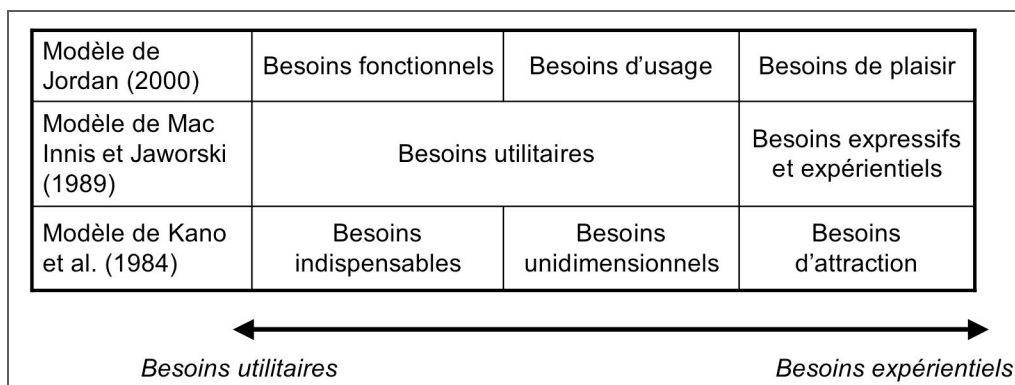 Modèle de
Jordan (2000)
Besoins fonctionnels
Besoins d'usage
Besoins de plaisir
Modèle de Mac
Innis et Jaworski
(1989)
Besoins utilitaires
Besoins expressifs
et expérientiels
Modèle de Kano
et al. (1984)
Besoins
indispensables
Besoins
unidimensionnels
Besoins
d'attraction
Besoins utilitaires
Besoins expérientiels